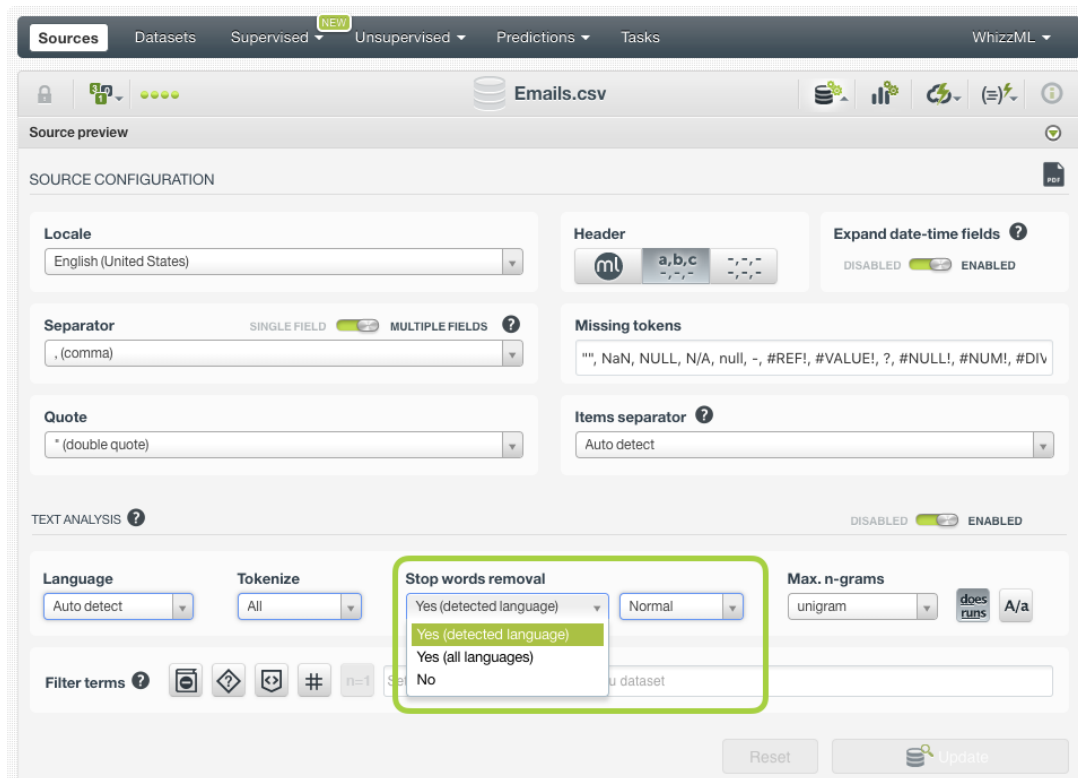 NEW
Sources Datasets Supervised Unsupervised Predictions Tasks WhizzML
Emails.csv
Source preview
SOURCE CONFIGURATION
PDF
Locale
English (United States)
Header
ml a,b,c -,-,- -,-,- -,-,-
Expand date-time fields ?
DISABLED ENABLED
Separator SINGLE FIELD MULTIPLE FIELDS ?
, (comma)
Missing tokens
"", NaN, NULL, N/A, null, -, #REF!, #VALUE!, ?, #NULL!, #NUM!, #DIV
Quote
" (double quote)
Items separator ?
Auto detect
TEXT ANALYSIS ? DISABLED ENABLED
Language Tokenize Stop words removal Max. n-grams
Auto detect All Yes (detected language) Normal unigram does runs A/a
Yes (detected language)
Yes (all languages)
No
Filter terms ? # n=1 u dataset
Reset Update